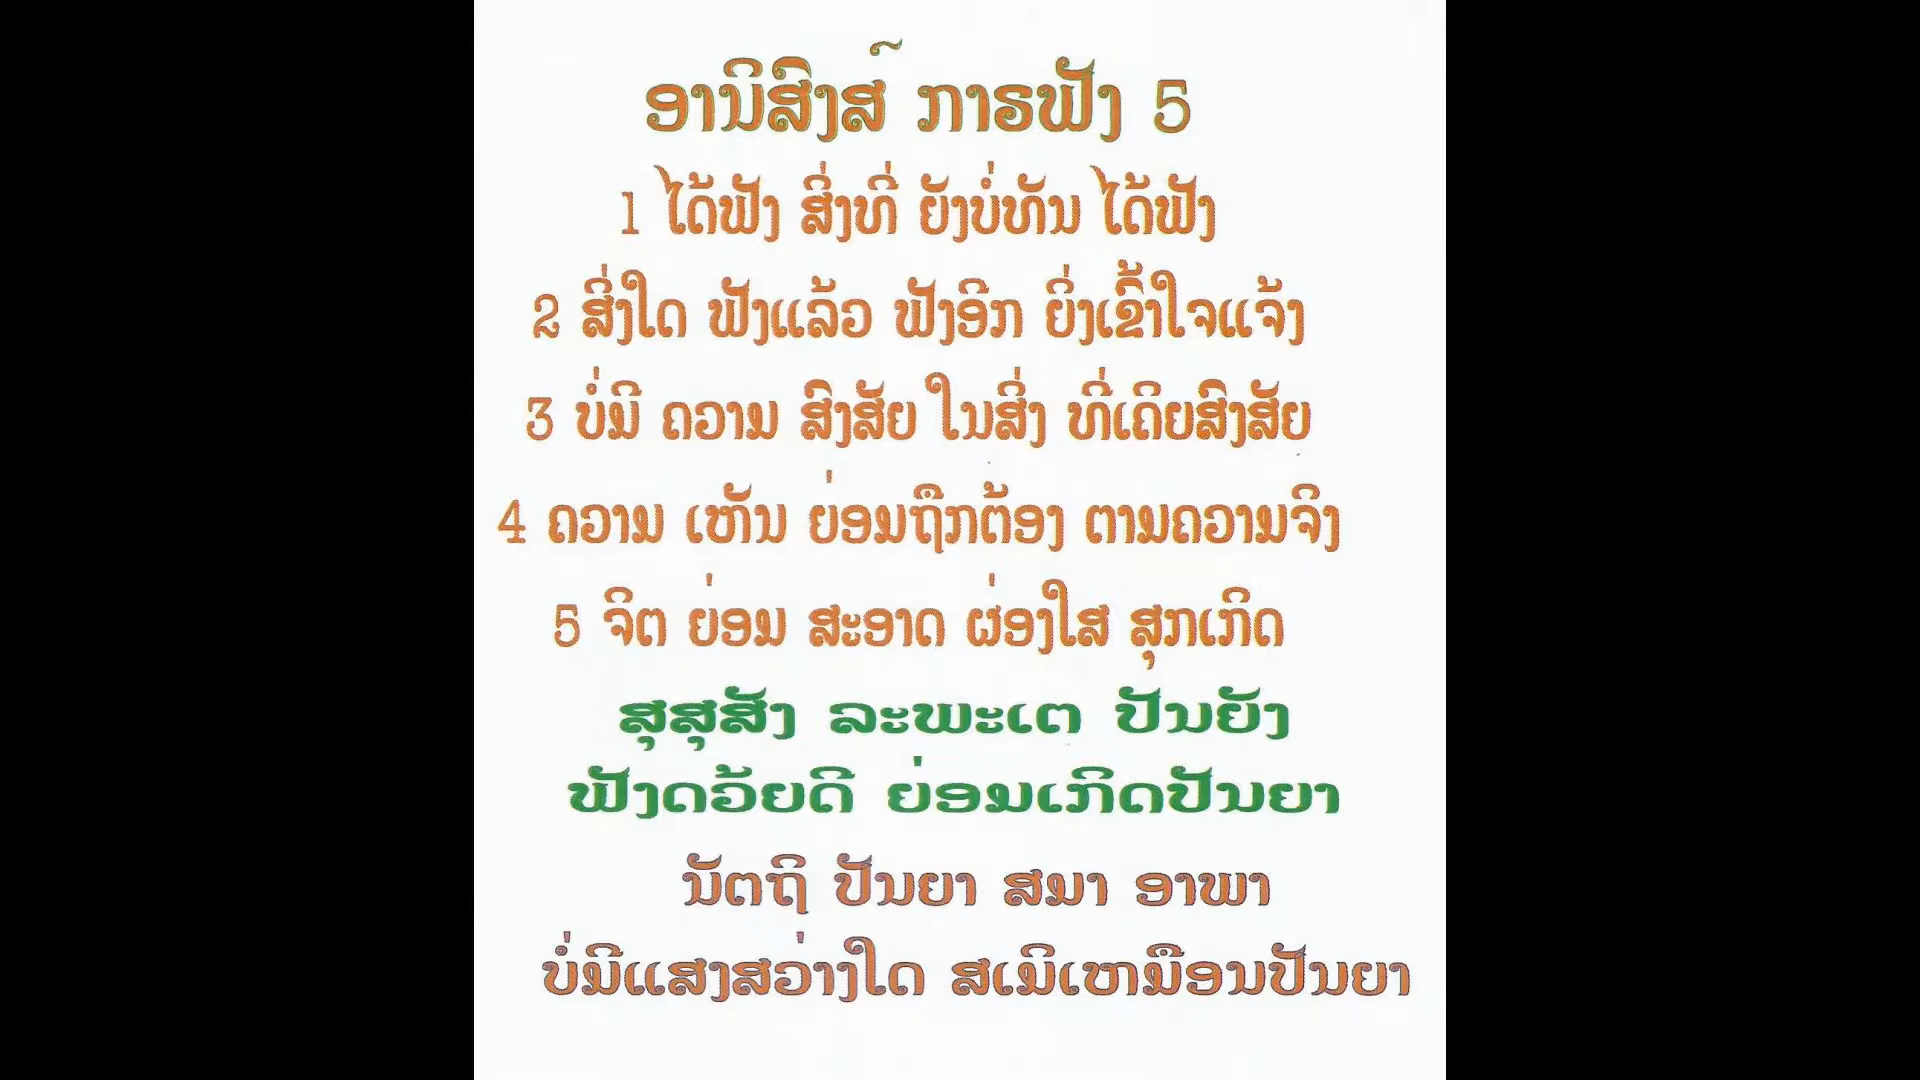 ອານິສົງສ໌ ການຟັງ 5
1 ໄດ້ຟັງ ສິ່ງທີ່ ຍັງບໍ່ທັນ ໄດ້ຟັງ
2 ສິ່ງໃດ ຟັງແລ້ວ ຟັງອີກ ຍິ່ງເຂົ້າໃຈແຈ້ງ
3 ບໍ່ມີ ຄວາມ ສົງສັຍ ໃນສິ່ງ ທີ່ເຄິຍສົງສັຍ
4 ຄວາມ ເຫັນ ຍ່ອມຖືກຕ້ອງ ຕາມຄວາມຈິງ
5 ຈິຕ ຍ່ອມ ສະອາດ ຜ່ອງໃສ ສຸກເກິດ
ສຸສຸສັງ ລະພະເຕ ປັນຍັງ
ຟັງດວ້ຍດີ ຍ່ອມເກິດປັນຍາ
ນັຕຖິ ປັນຍາ ສມາ ອາພາ
ບໍ່ມີແສງສວ່າງໃດ ສເມີເຫມືອນປັນຍາ